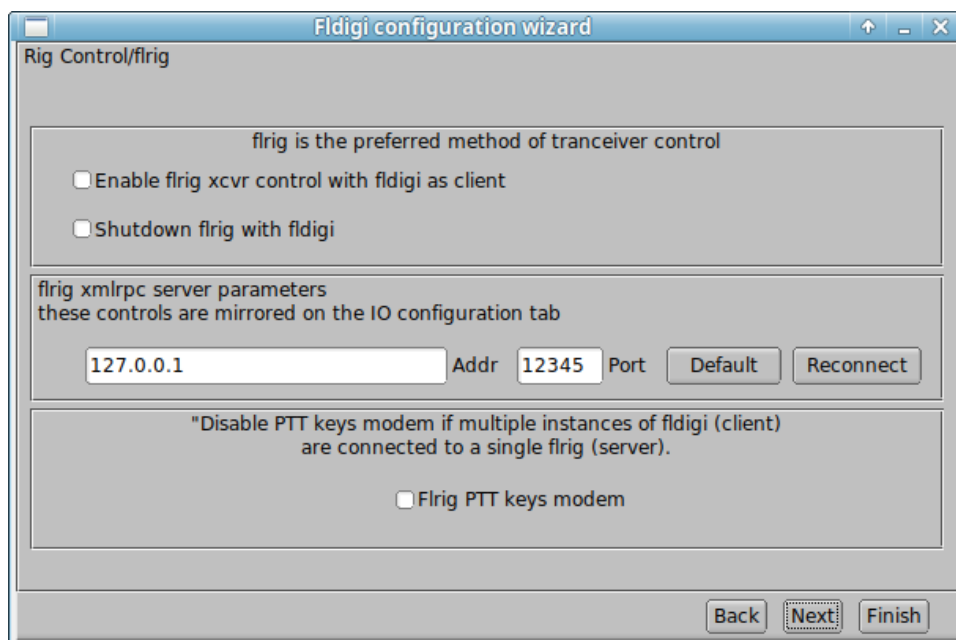 Fldigi configuration wizard
Rig Control/flrig
flrig is the preferred method of tranceiver control
Enable flrig xcvr control with fldigi as client
Shutdown flrig with fldigi
flrig xmlrpc server parameters
these controls are mirrored on the IO configuration tab
127.0.0.1 Addr 12345 Port Default Reconnect
"Disable PTT keys modem if multiple instances of fldigi (client)
are connected to a single flrig (server).
Flrig PTT keys modem
Back Next Finish